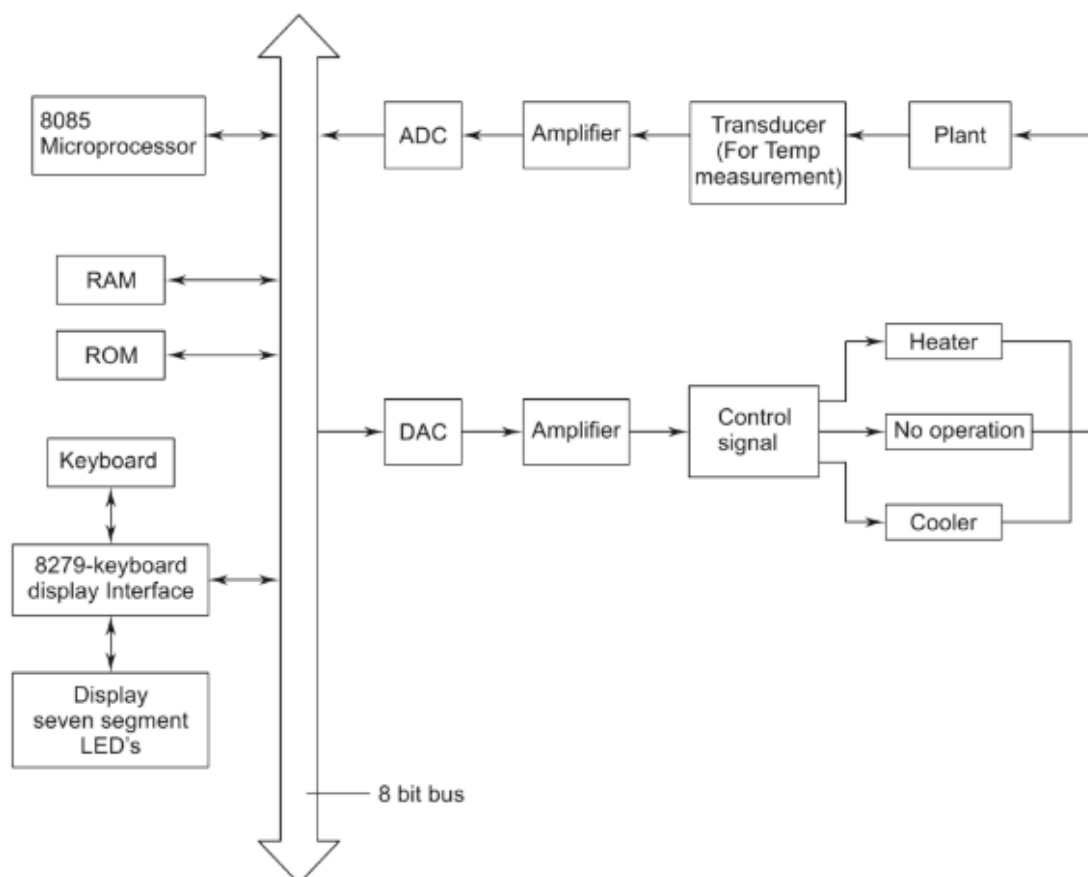 8085
Microprocessor
ADC
Amplifier
Transducer
(For Temp
measurement)
Plant
RAM
ROM
Heater
DAC
Amplifier
Control
signal
No operation
Keyboard
Cooler
8279-keyboard
display Interface
Display
seven segment
LED's
8 bit bus